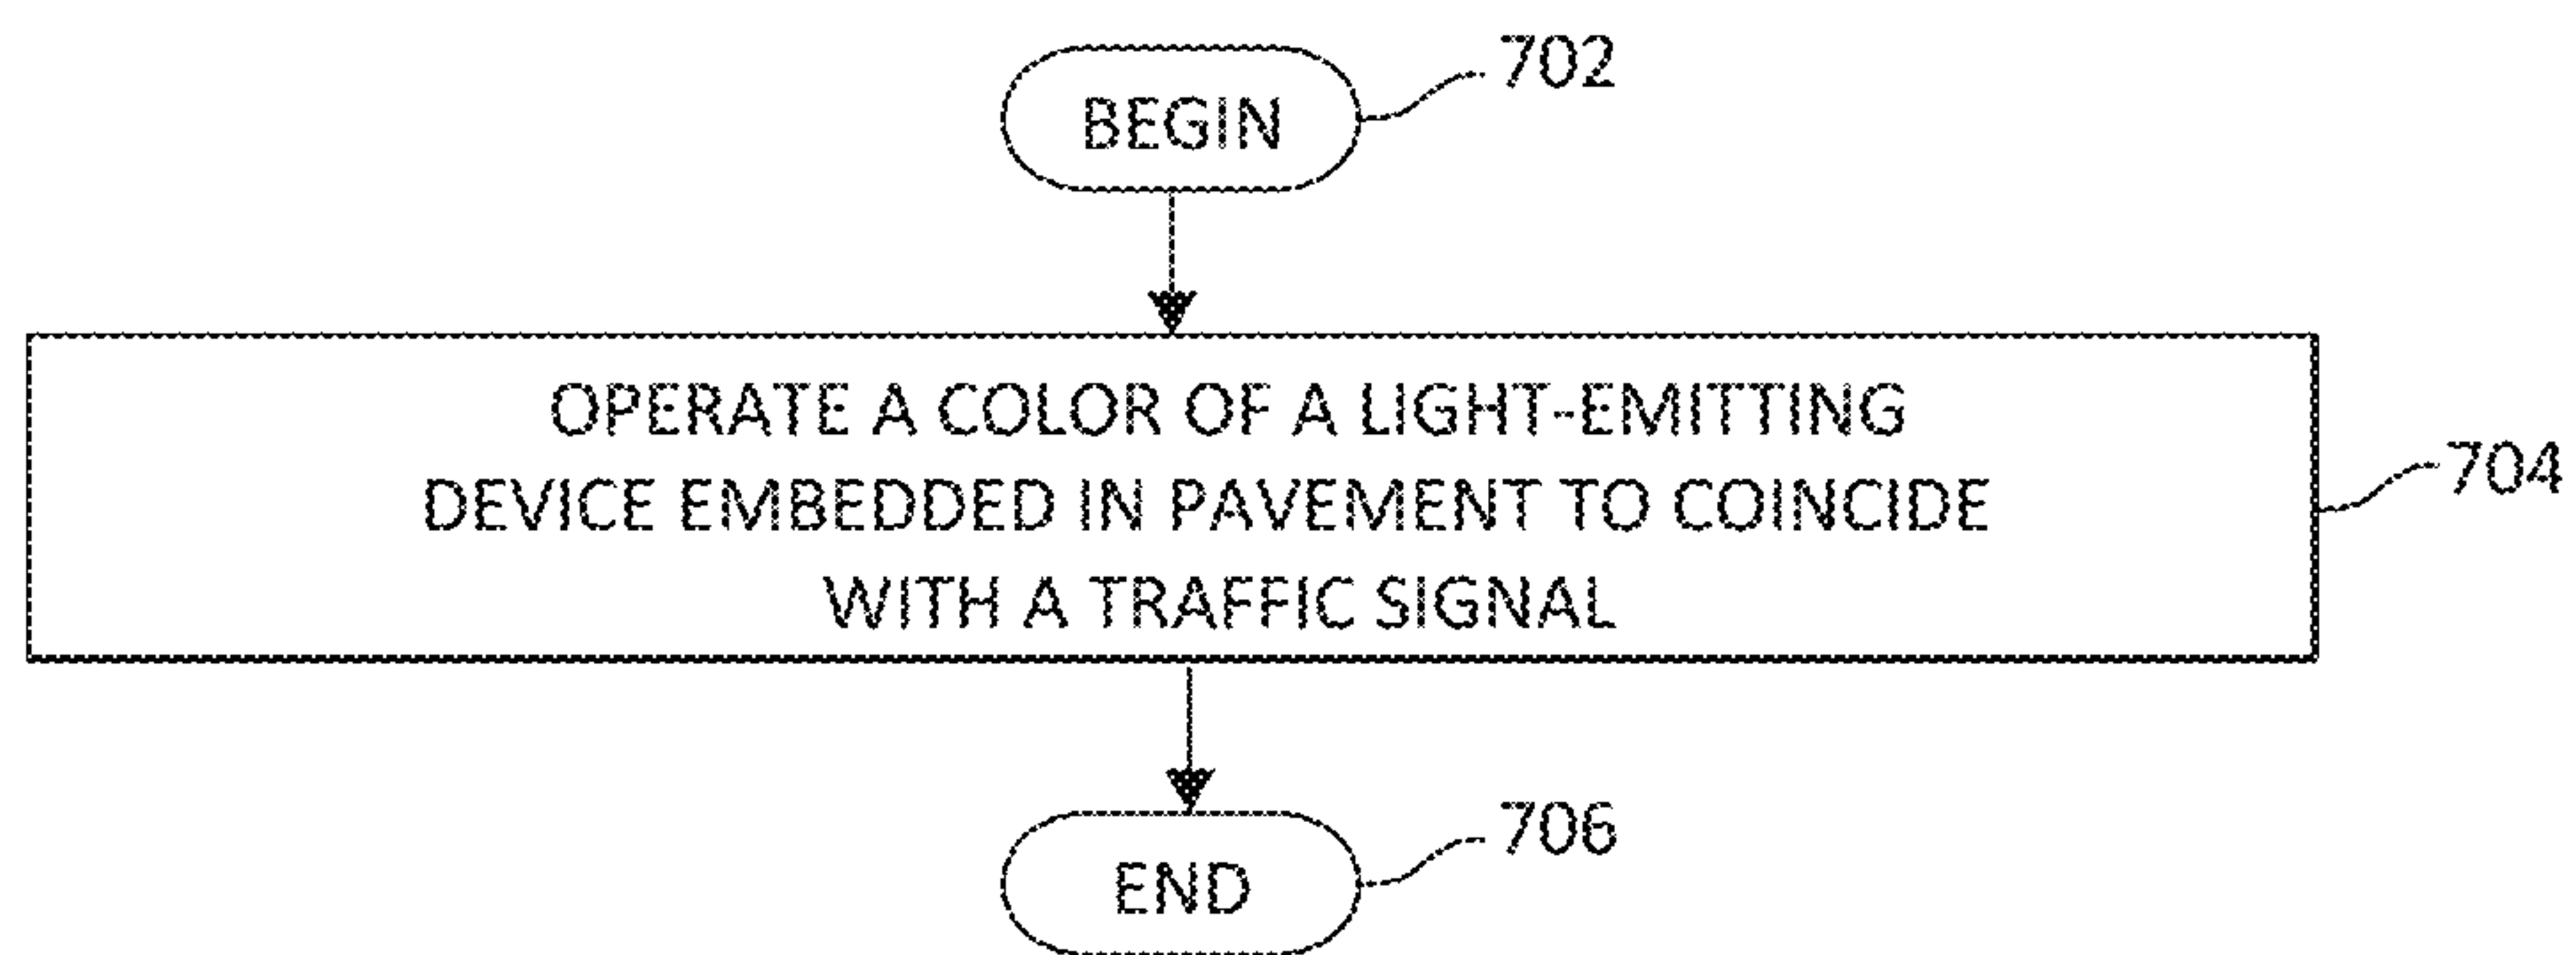 702
BEGIN
OPERATE A COLOR OF A LIGHT-EMITTING
DEVICE EMBEDDED IN PAVEMENT TO COINCIDE
WITH A TRAFFIC SIGNAL
704
706
END